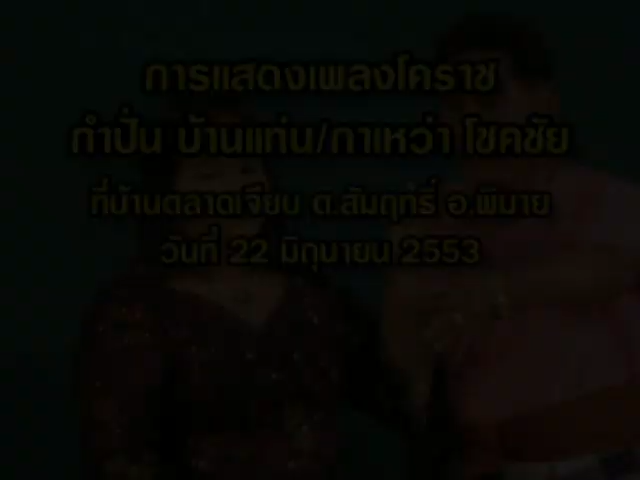 การแสดงเพลงโคราช
กำปั่น บ้านแท่น/กาเหว่า โชคชัย
ที่บ้านตลาดเจียบ ต.สัมฤทธิ์ อ.พิมาย
วันที่ 22 มิถุนายน 2553